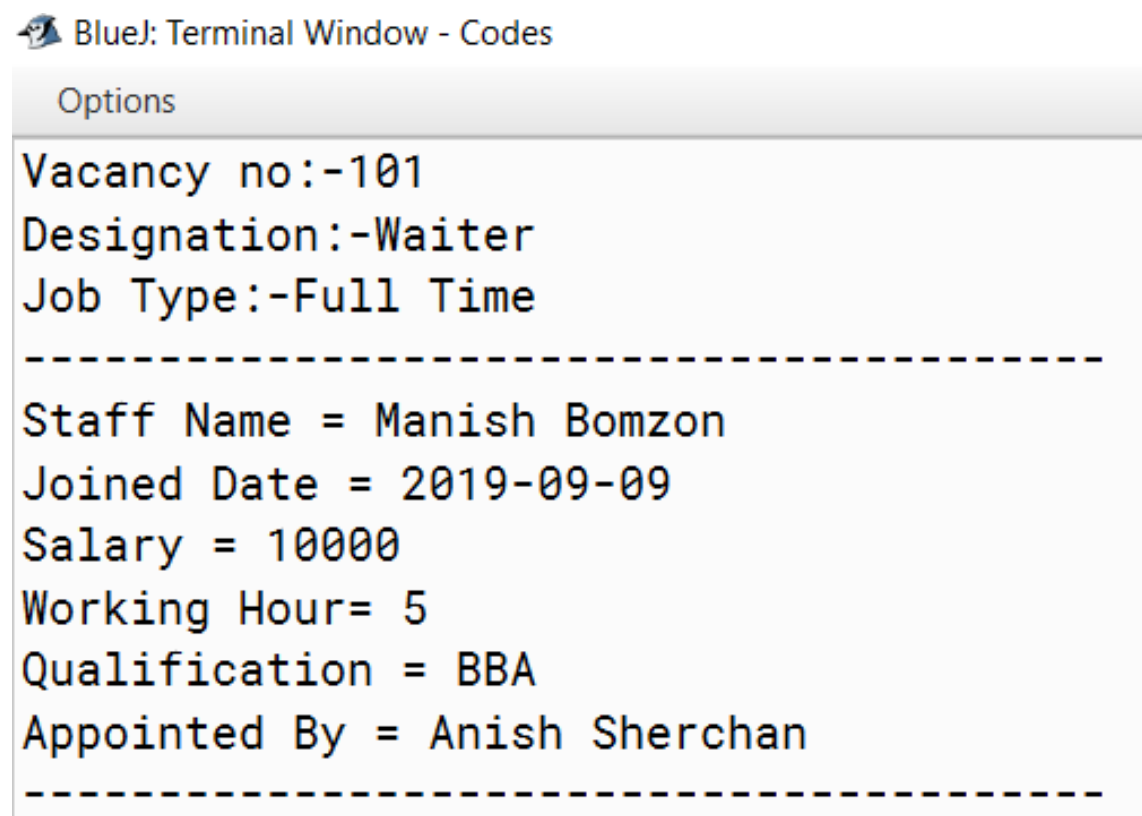 BlueJ: Terminal Window - Codes
Options
Vacancy no:-101
Designation:-Waiter
Job Type:-Full Time
----------------------------------------
Staff Name = Manish Bomzon
Joined Date = 2019-09-09
Salary = 10000
Working Hour= 5
Qualification = BBA
Appointed By = Anish Sherchan
----------------------------------------